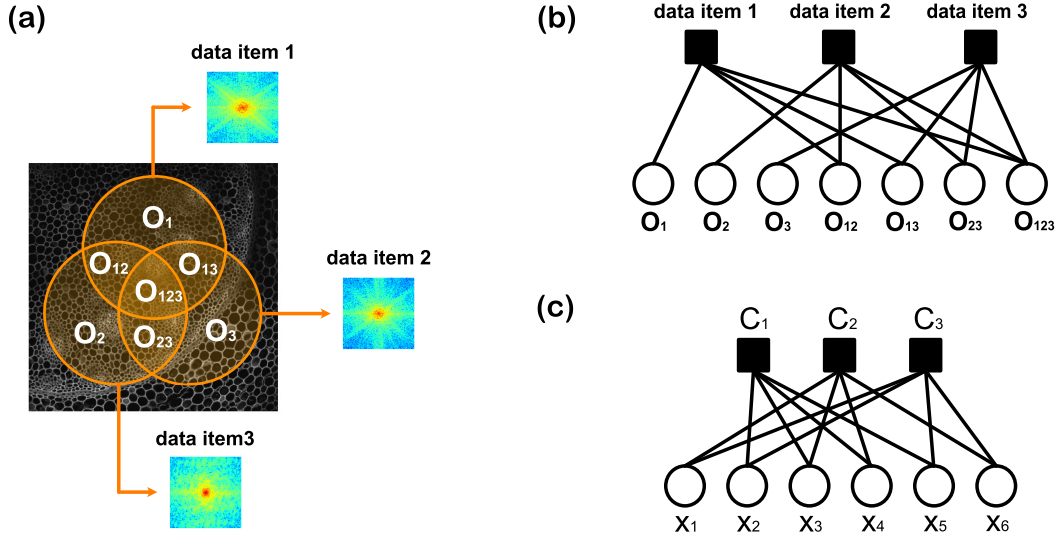 (a)
data item 1
O1
O12
O13
O123
O2
O23
O3
data item 2
data item3
(b)
data item 1 data item 2 data item 3
O1 O2 O3 O12 O13 O23 O123
(c)
C1 C2 C3
X1 X2 X3 X4 X5 X6